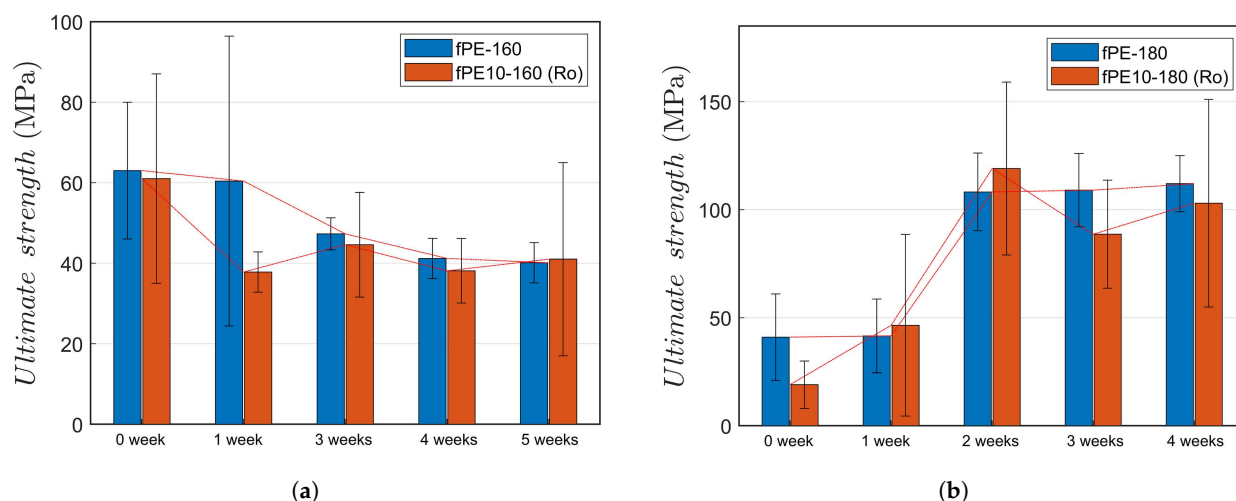 100
80
60
40
20
0
Ultimate strength (MPa)
fPE-160
fPE10-160 (Ro)
0 week
1 week
3 weeks
4 weeks
5 weeks
(a)
150
100
50
0
Ultimate strength (MPa)
fPE-180
fPE10-180 (Ro)
0 week
1 week
2 weeks
3 weeks
4 weeks
(b)